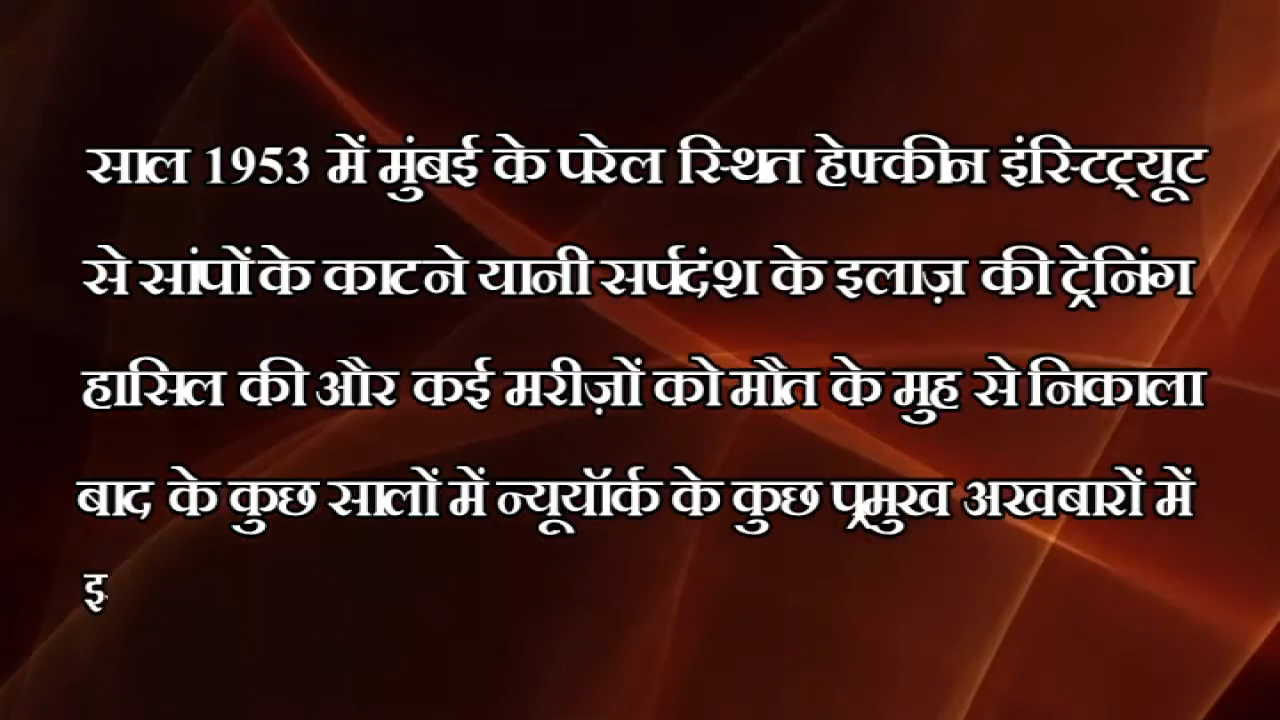 साल 1953 में मुंबई के परेल स्थित हेफ्कीन इंस्टिट्यूट
से सांपों के काटने यानी सर्पदंश के इलाज़ की ट्रेनिंग
हासिल की और कई मरीज़ों को मौत के मुह से निकाला
बाद के कुछ सालों में न्यूयॉर्क के कुछ प्रमुख अखबारों में